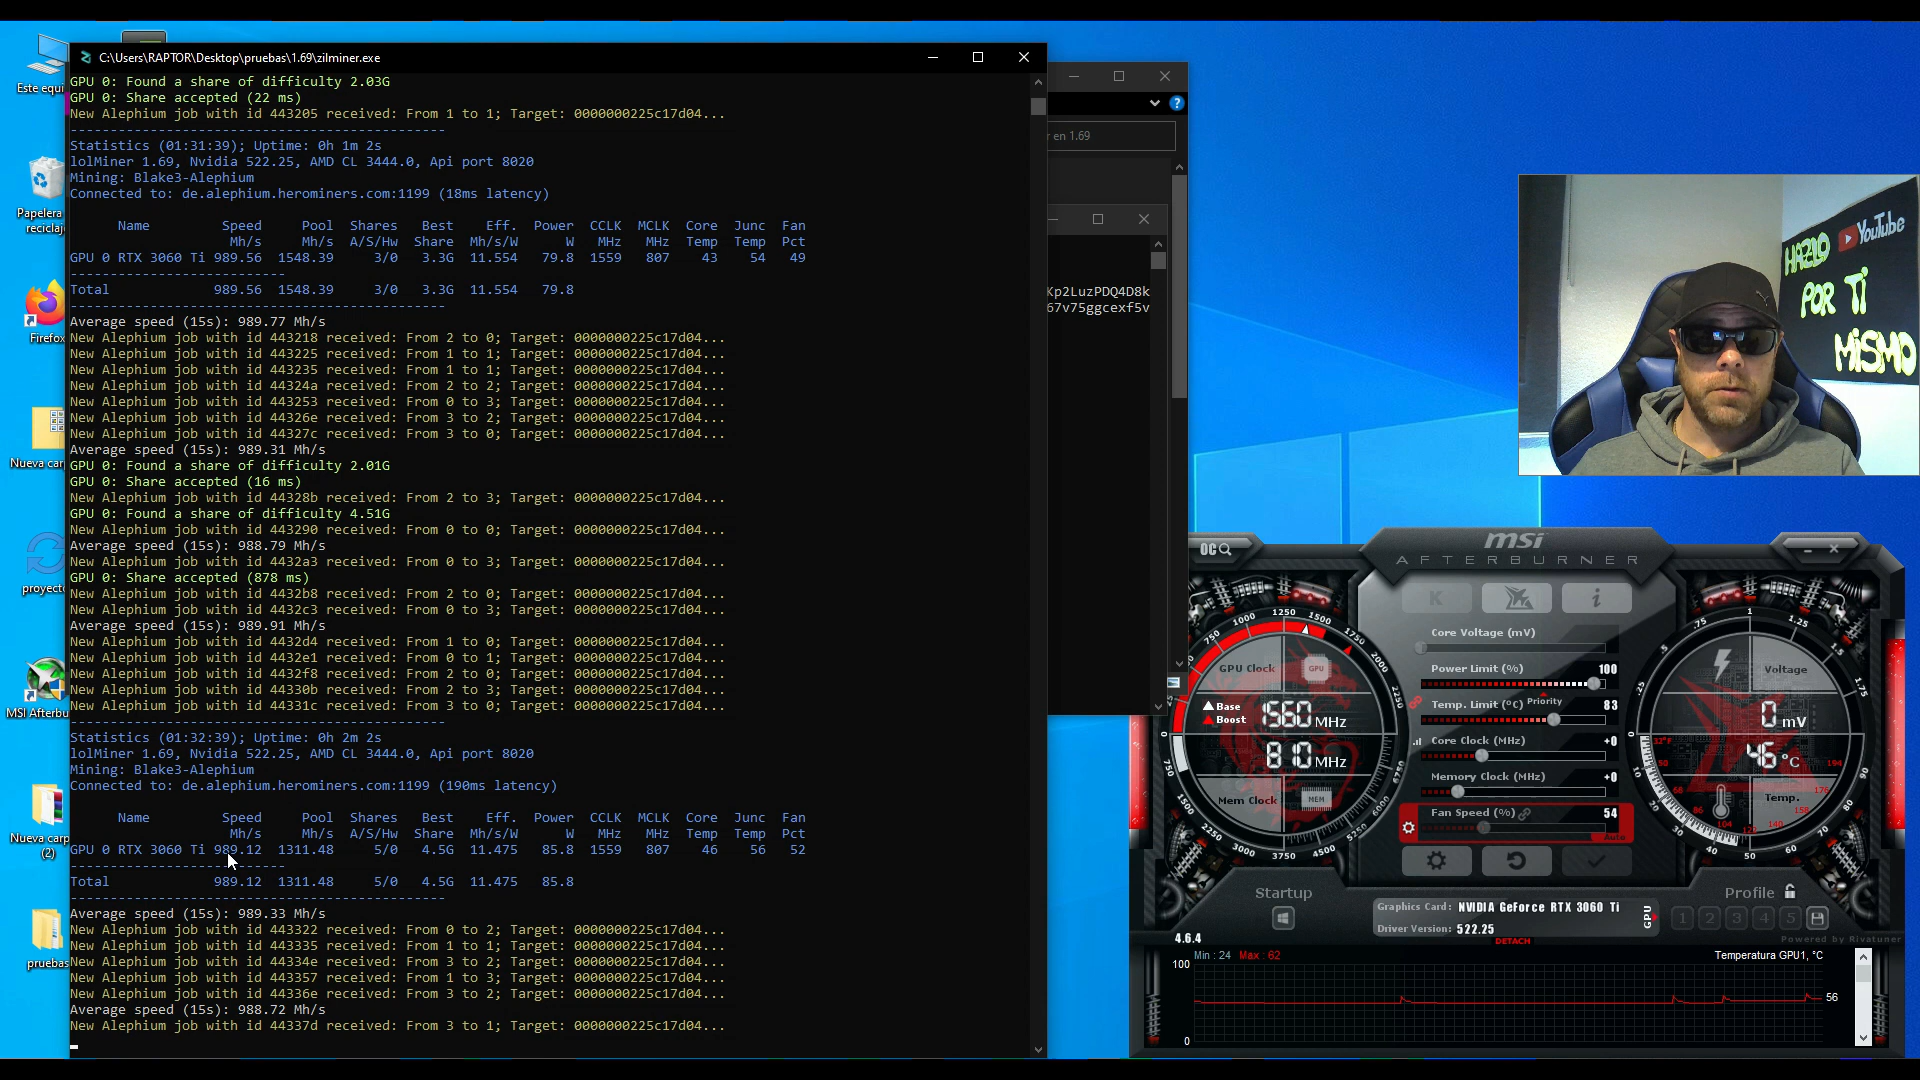 C:\Users\RAPTOR\Desktop\pruebas\1.69\zilminer.exe
GPU 0: Found a share of difficulty 2.03G
GPU 0: Share accepted (22 ms)
New Alephium job with id 443205 received: From 1 to 1; Target: 0000000225c17d04...
Statistics (01:31:39); Uptime: 0h 1m 2s
lolMiner 1.69, Nvidia 522.25, AMD CL 3444.0, Api port 8020
Mining: Blake3-Alephium
Connected to: de.alephium.herominers.com:1199 (18ms latency)
Name Speed Pool Shares Best Eff. Power CCLK MCLK Core Junc Fan
Mh/s Mh/s A/S/Hw Share Mh/s/W W MHz MHz Temp Temp Pct
GPU 0 RTX 3060 Ti 989.56 1548.39 3/0 3.3G 11.554 79.8 1559 807 43 54 49
Total 989.56 1548.39 3/0 3.3G 11.554 79.8
Average speed (15s): 989.77 Mh/s
New Alephium job with id 443218 received: From 2 to 0; Target: 0000000225c17d04...
New Alephium job with id 443225 received: From 1 to 1; Target: 0000000225c17d04...
New Alephium job with id 443235 received: From 1 to 1; Target: 0000000225c17d04...
New Alephium job with id 44324a received: From 2 to 2; Target: 0000000225c17d04...
New Alephium job with id 443253 received: From 0 to 3; Target: 0000000225c17d04...
New Alephium job with id 44326e received: From 3 to 2; Target: 0000000225c17d04...
New Alephium job with id 44327c received: From 3 to 0; Target: 0000000225c17d04...
Average speed (15s): 989.31 Mh/s
GPU 0: Found a share of difficulty 2.01G
GPU 0: Share accepted (16 ms)
New Alephium job with id 44328b received: From 2 to 3; Target: 0000000225c17d04...
GPU 0: Found a share of difficulty 4.51G
New Alephium job with id 443290 received: From 0 to 0; Target: 0000000225c17d04...
Average speed (15s): 988.79 Mh/s
New Alephium job with id 4432a3 received: From 0 to 3; Target: 0000000225c17d04...
GPU 0: Share accepted (878 ms)
New Alephium job with id 4432b8 received: From 2 to 0; Target: 0000000225c17d04...
New Alephium job with id 4432c3 received: From 0 to 3; Target: 0000000225c17d04...
Average speed (15s): 989.91 Mh/s
New Alephium job with id 4432d4 received: From 1 to 0; Target: 0000000225c17d04...
New Alephium job with id 4432e1 received: From 0 to 1; Target: 0000000225c17d04...
New Alephium job with id 4432f8 received: From 2 to 0; Target: 0000000225c17d04...
New Alephium job with id 44330b received: From 2 to 3; Target: 0000000225c17d04...
New Alephium job with id 44331c received: From 3 to 0; Target: 0000000225c17d04...
Statistics (01:32:39); Uptime: 0h 2m 2s
lolMiner 1.69, Nvidia 522.25, AMD CL 3444.0, Api port 8020
Mining: Blake3-Alephium
Connected to: de.alephium.herominers.com:1199 (190ms latency)
Name Speed Pool Shares Best Eff. Power CCLK MCLK Core Junc Fan
Mh/s Mh/s A/S/Hw Share Mh/s/W W MHz MHz Temp Temp Pct
GPU 0 RTX 3060 Ti 989.12 1311.48 5/0 4.5G 11.475 85.8 1559 807 46 56 52
Total 989.12 1311.48 5/0 4.5G 11.475 85.8
Average speed (15s): 989.33 Mh/s
New Alephium job with id 443322 received: From 0 to 2; Target: 0000000225c17d04...
New Alephium job with id 443335 received: From 1 to 1; Target: 0000000225c17d04...
New Alephium job with id 44334e received: From 3 to 2; Target: 0000000225c17d04...
New Alephium job with id 443357 received: From 1 to 3; Target: 0000000225c17d04...
New Alephium job with id 44336e received: From 3 to 2; Target: 0000000225c17d04...
Average speed (15s): 988.72 Mh/s
New Alephium job with id 44337d received: From 3 to 1; Target: 0000000225c17d04...
Este equi
Papelera
reciclaj
Firefox
Nueva car
proyect
MSI Afterbu
Nueva carp
(2)
pruebas
r en 1.69
Kp2LuzPDQ4D8k
67v75ggcexf5v
HAZLO
YouTube
POR TI
MISMO
OC
msi
AFTERBURNER
K
i
Core Voltage (mV)
Power Limit (%) 100
Temp. Limit (°C) Priority 83
Core Clock (MHz) +0
Memory Clock (MHz) +0
Fan Speed (%) 54
Auto
GPU Clock
GPU
Base
Boost
1560 MHz
810 MHz
Mem Clock
MEM
Voltage
0 mV
46 °C
Temp.
Startup
Profile
1 2 3 4 5
Graphics Card: NVIDIA GeForce RTX 3060 Ti
Driver Version: 522.25
GPU
DETACH
4.6.4
Powered by Rivatuner
Min : 24 Max : 62
Temperatura GPU1, °C
100
56
0